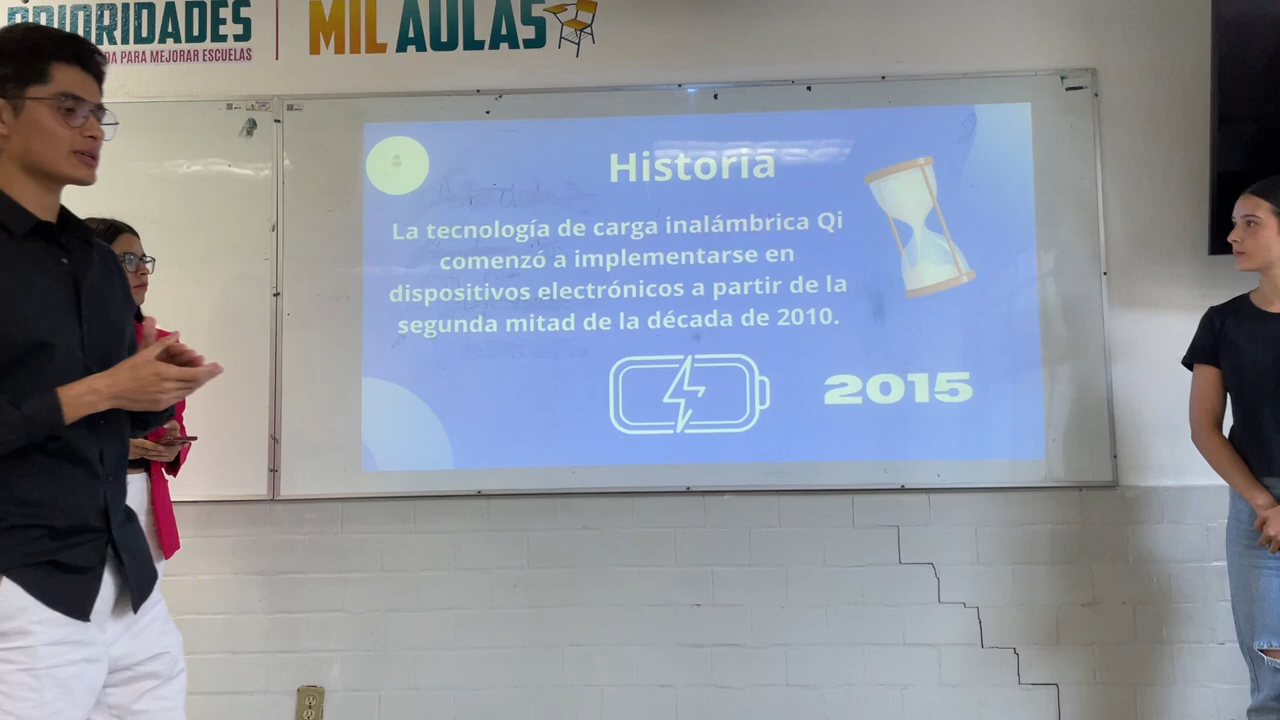 PRIORIDADES
DA PARA MEJORAR ESCUELAS
MIL AULAS
Historia
La tecnología de carga inalámbrica Qi
comenzó a implementarse en
dispositivos electrónicos a partir de la
segunda mitad de la década de 2010.
2015